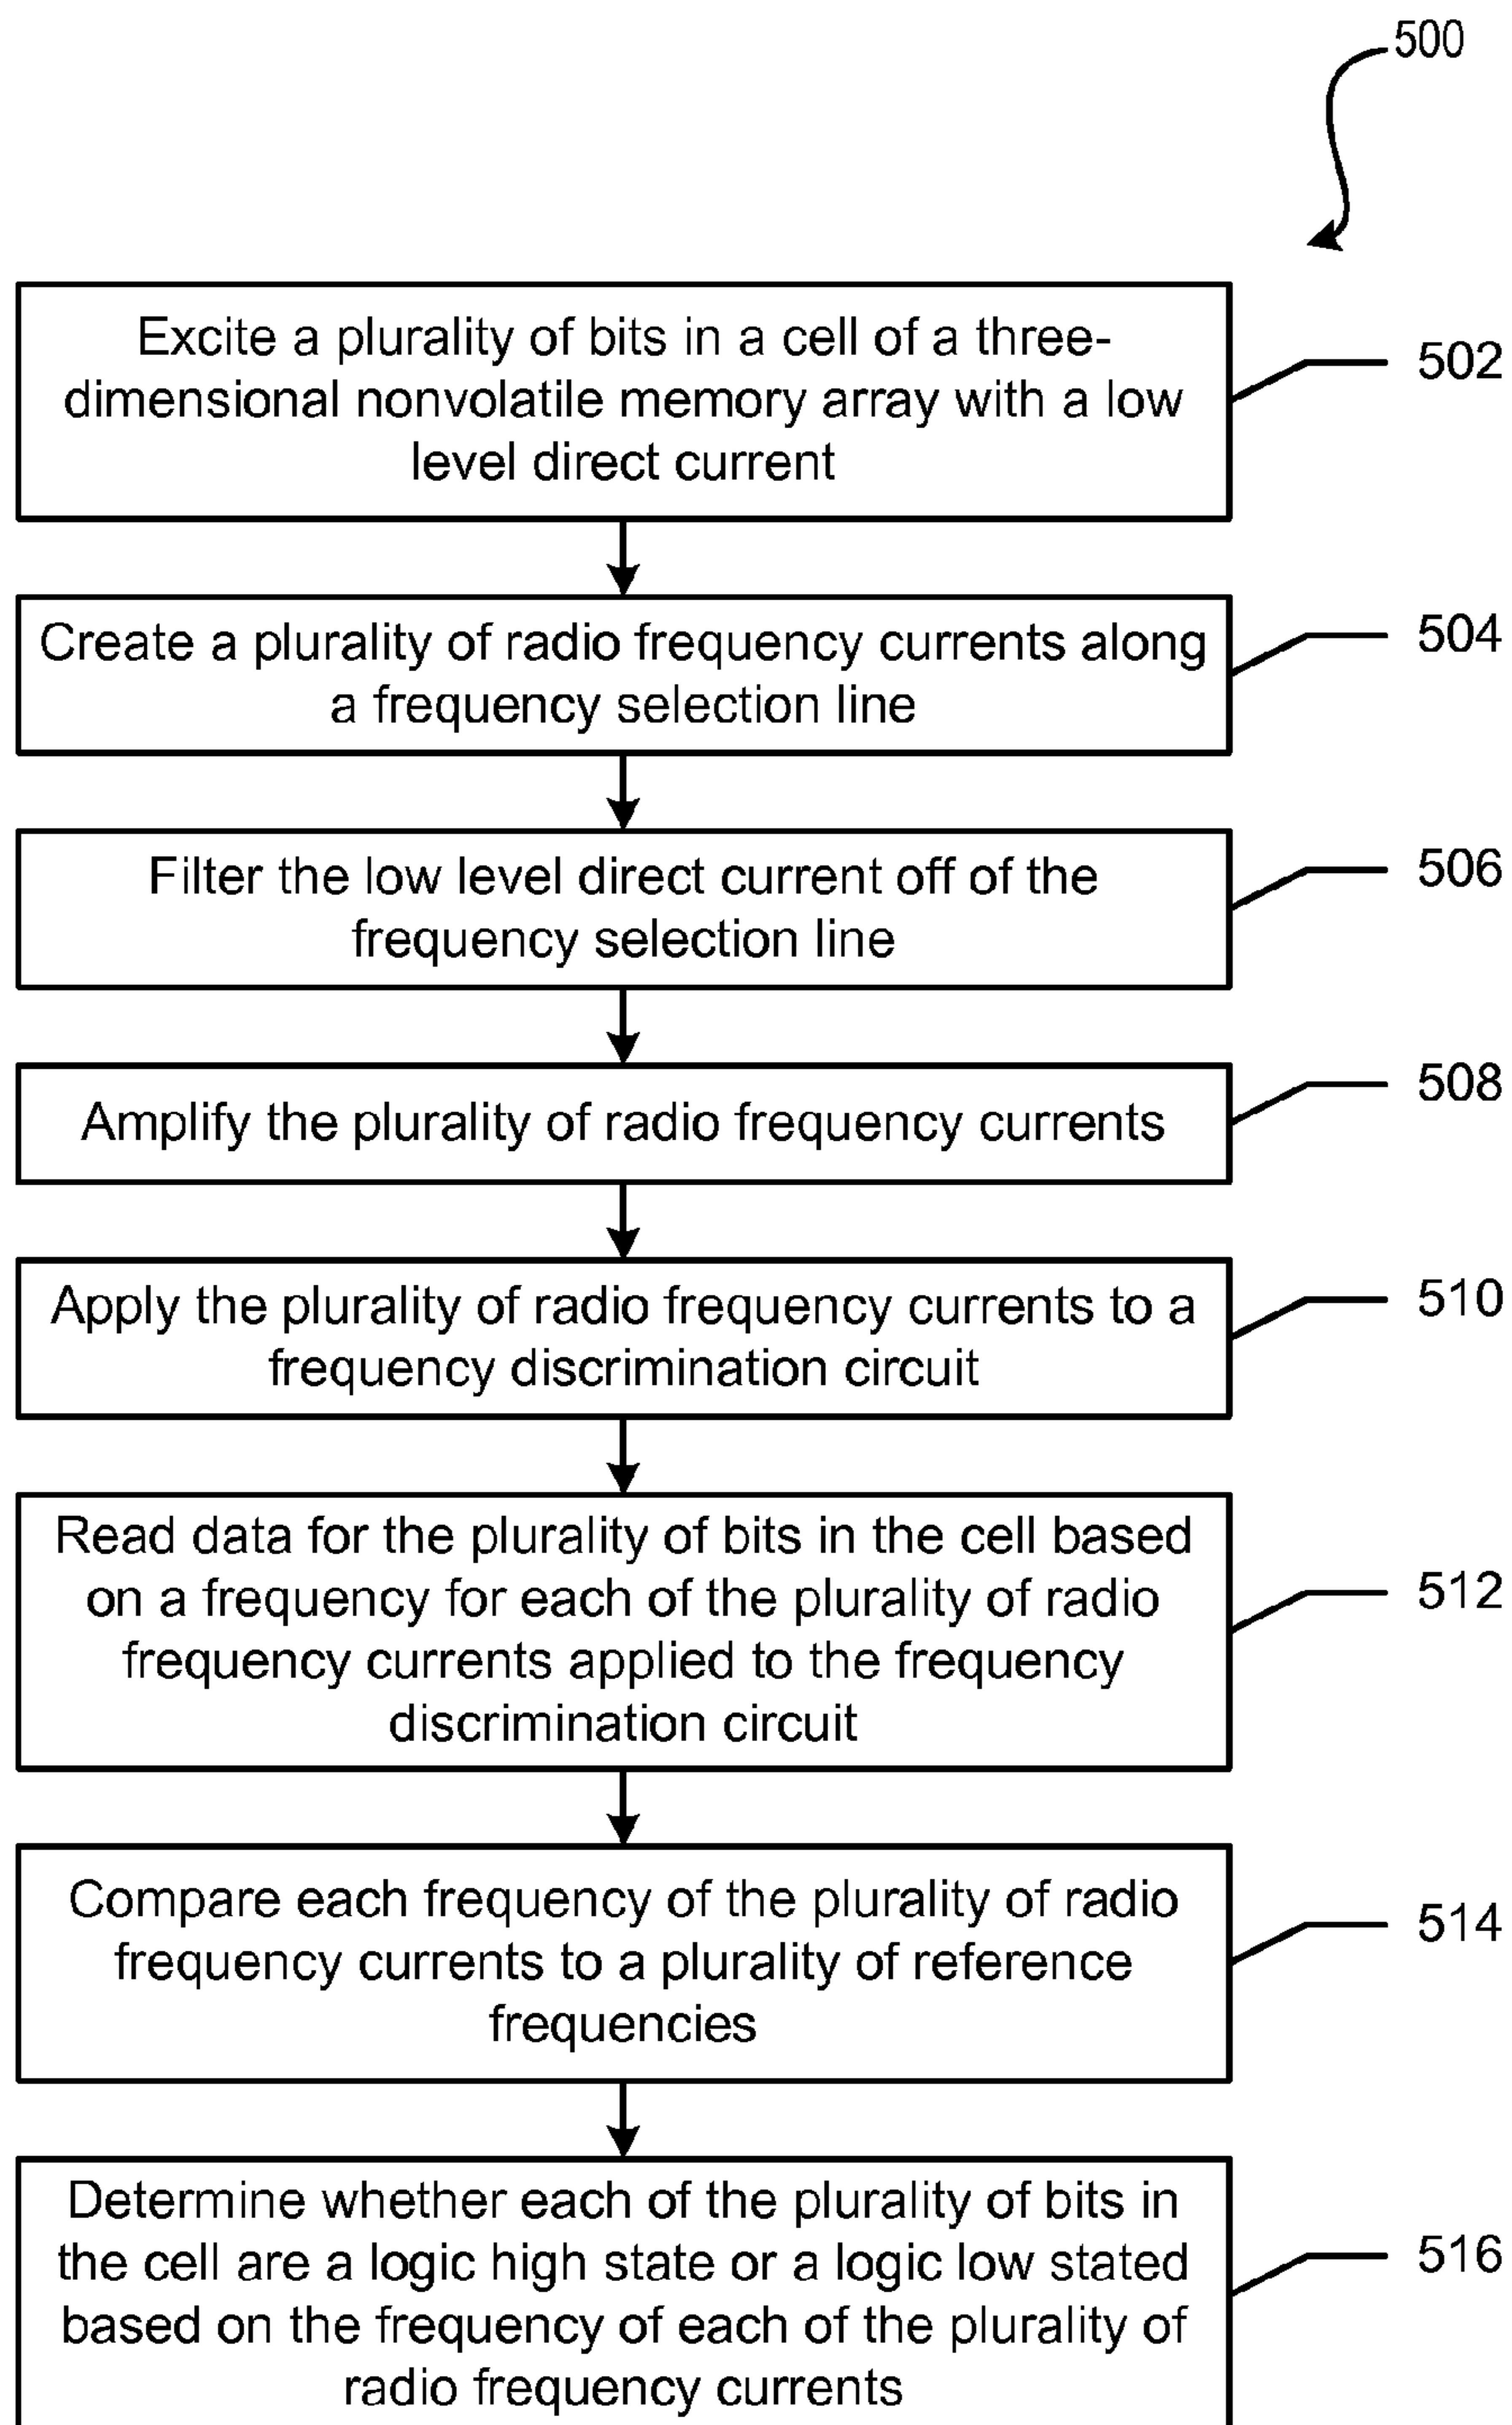 500
Excite a plurality of bits in a cell of a three-
dimensional nonvolatile memory array with a low
level direct current
502
Create a plurality of radio frequency currents along
a frequency selection line
504
Filter the low level direct current off of the
frequency selection line
506
Amplify the plurality of radio frequency currents
508
Apply the plurality of radio frequency currents to a
frequency discrimination circuit
510
Read data for the plurality of bits in the cell based
on a frequency for each of the plurality of radio
frequency currents applied to the frequency
discrimination circuit
512
Compare each frequency of the plurality of radio
frequency currents to a plurality of reference
frequencies
514
Determine whether each of the plurality of bits in
the cell are a logic high state or a logic low stated
based on the frequency of each of the plurality of
radio frequency currents
516